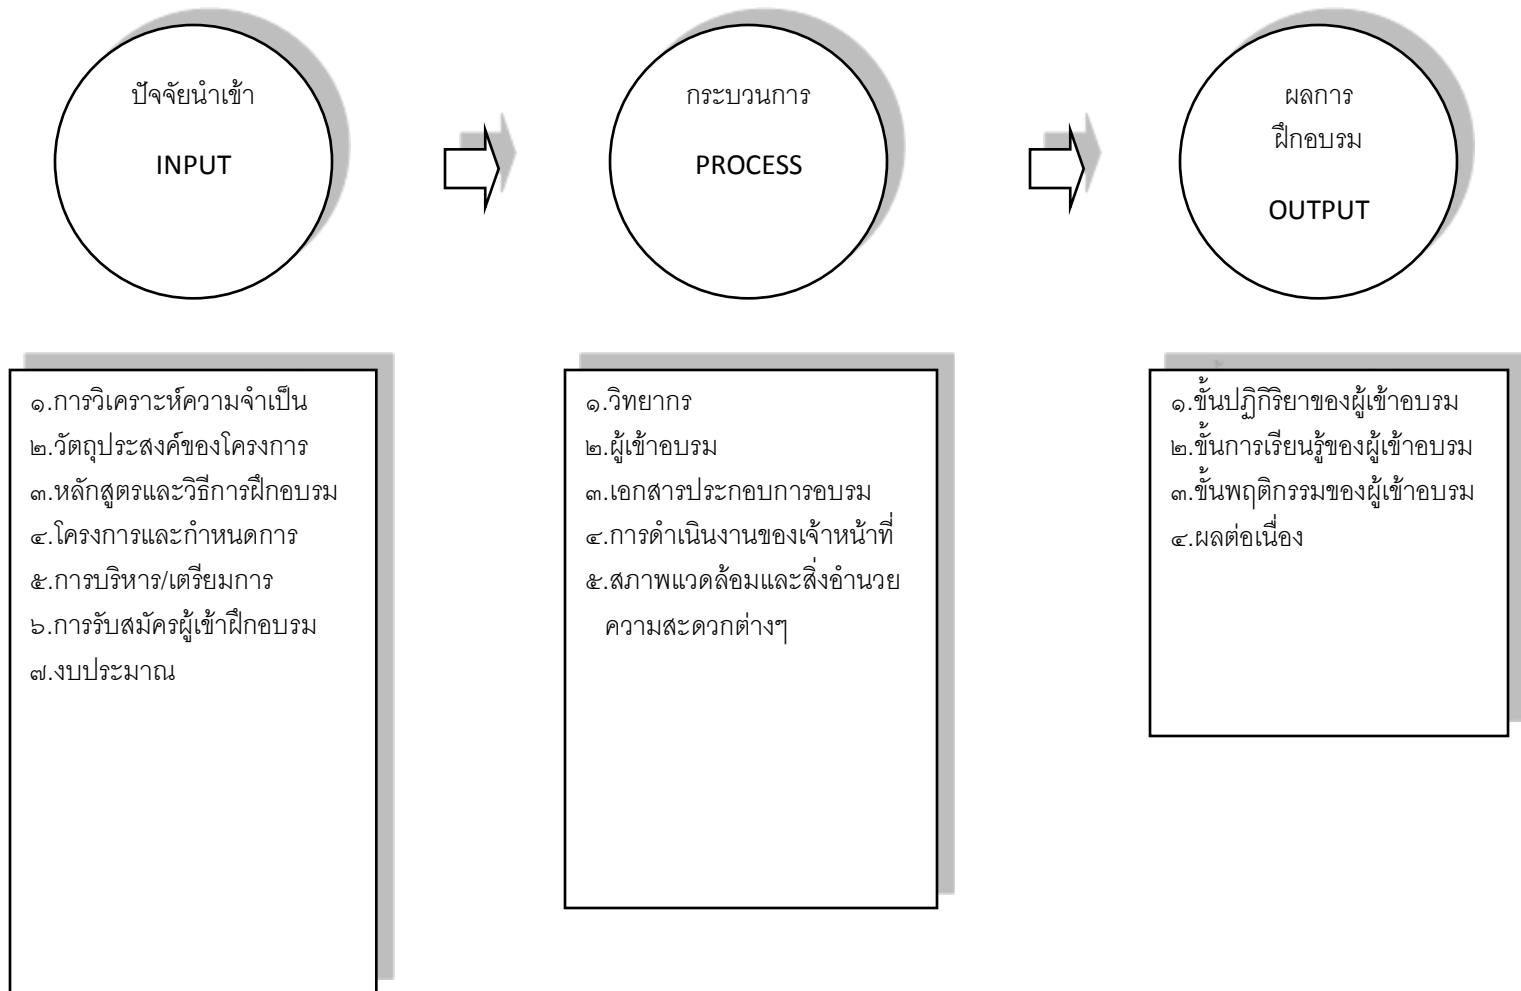 ปัจจัยนำเข้า
INPUT
กระบวนการ
PROCESS
ผลการ
ฝึกอบรม
OUTPUT
๑.การวิเคราะห์ความจำเป็น
๒.วัตถุประสงค์ของโครงการ
๓.หลักสูตรและวิธีการฝึกอบรม
๔.โครงการและกำหนดการ
๕.การบริหาร/เตรียมการ
๖.การรับสมัครผู้เข้าฝึกอบรม
๗.งบประมาณ
๑.วิทยากร
๒.ผู้เข้าอบรม
๓.เอกสารประกอบการอบรม
๔.การดำเนินงานของเจ้าหน้าที่
๕.สภาพแวดล้อมและสิ่งอำนวย
ความสะดวกต่างๆ
๑.ขั้นปฏิกิริยาของผู้เข้าอบรม
๒.ขั้นการเรียนรู้ของผู้เข้าอบรม
๓.ขั้นพฤติกรรมของผู้เข้าอบรม
๔.ผลต่อเนื่อง